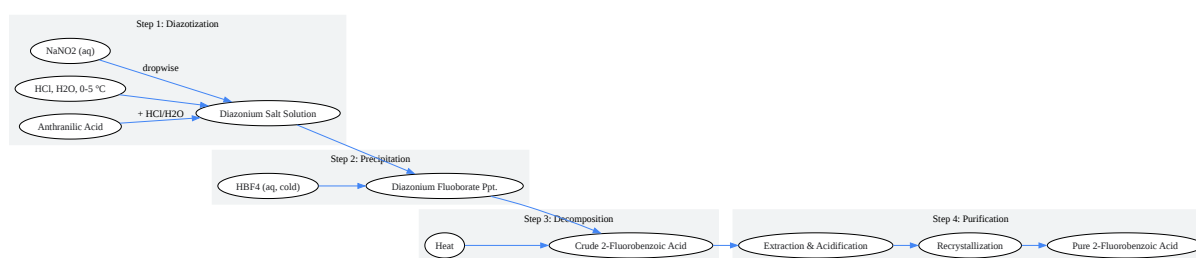 Step 1: Diazotization
NaNO2 (aq)
dropwise
HCl, H2O, 0-5 °C
+ HCl/H2O
Diazonium Salt Solution
Anthranilic Acid
Step 2: Precipitation
HBF4 (aq, cold)
Diazonium Fluoborate Ppt.
Step 3: Decomposition
Heat
Crude 2-Fluorobenzoic Acid
Step 4: Purification
Extraction & Acidification
Recrystallization
Pure 2-Fluorobenzoic Acid